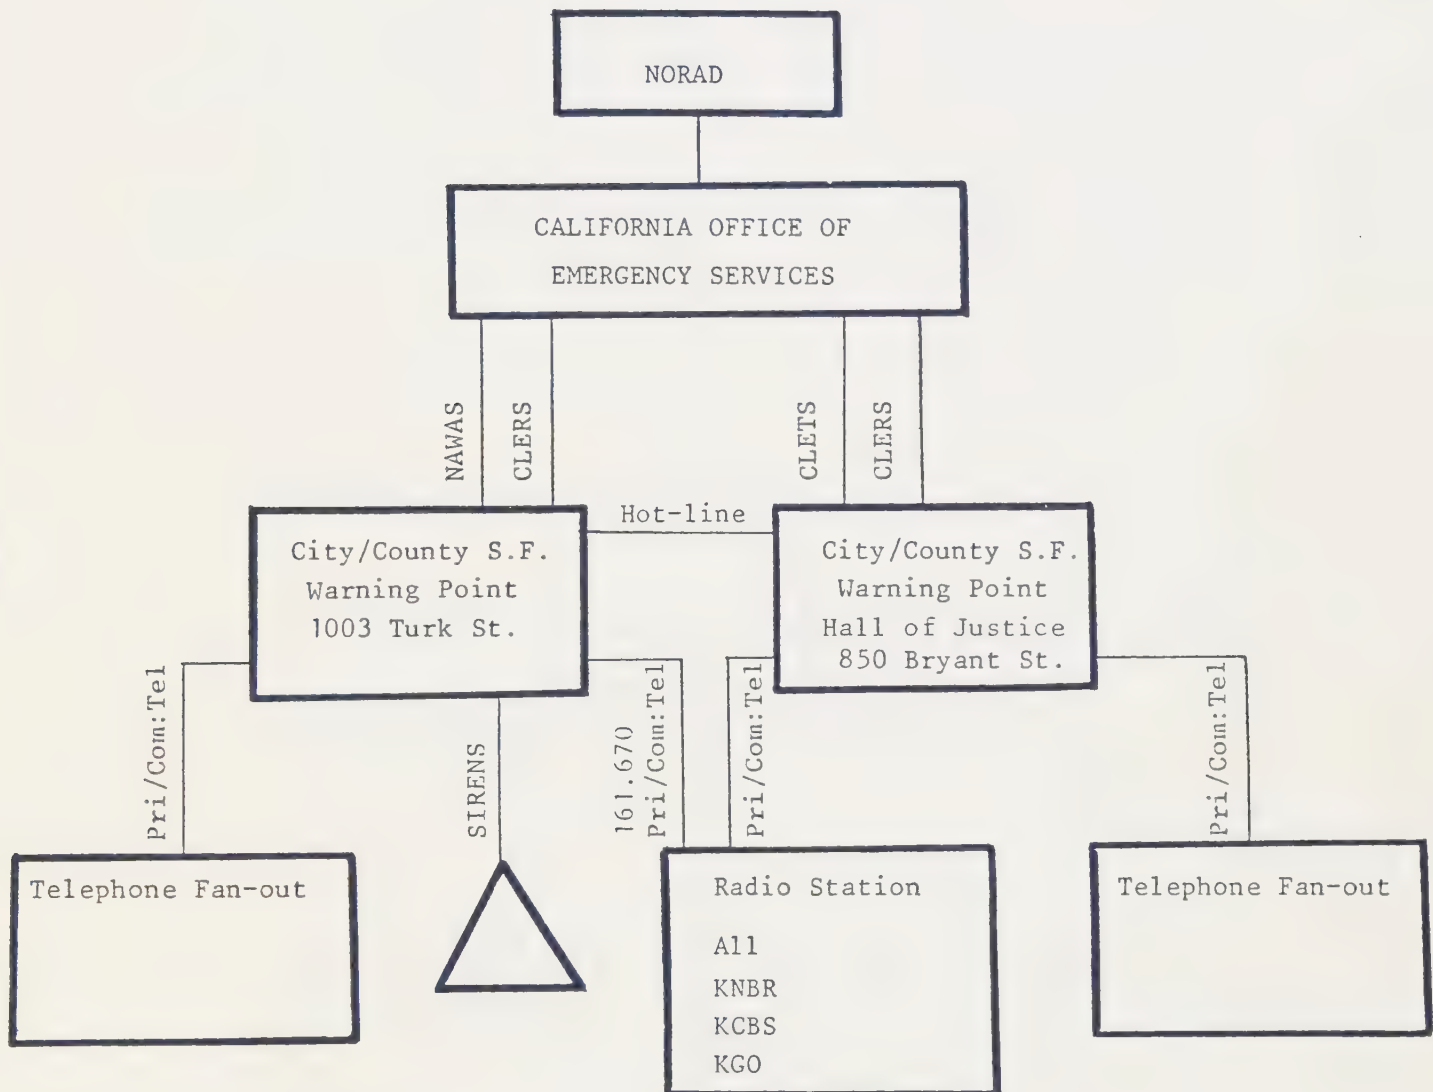 NORAD
CALIFORNIA OFFICE OF
EMERGENCY SERVICES
NAWAS
CLERS
CLETS
CLERS
Hot-line
City/County S.F.
Warning Point
1003 Turk St.
City/County S.F.
Warning Point
Hall of Justice
850 Bryant St.
Pri/Com:Tel
SIRENS
161.670
Pri/Com:Tel
Pri/Com:Tel
Pri/Com:Tel
Telephone Fan-out
Radio Station
All
KNBR
KCBS
KGO
Telephone Fan-out